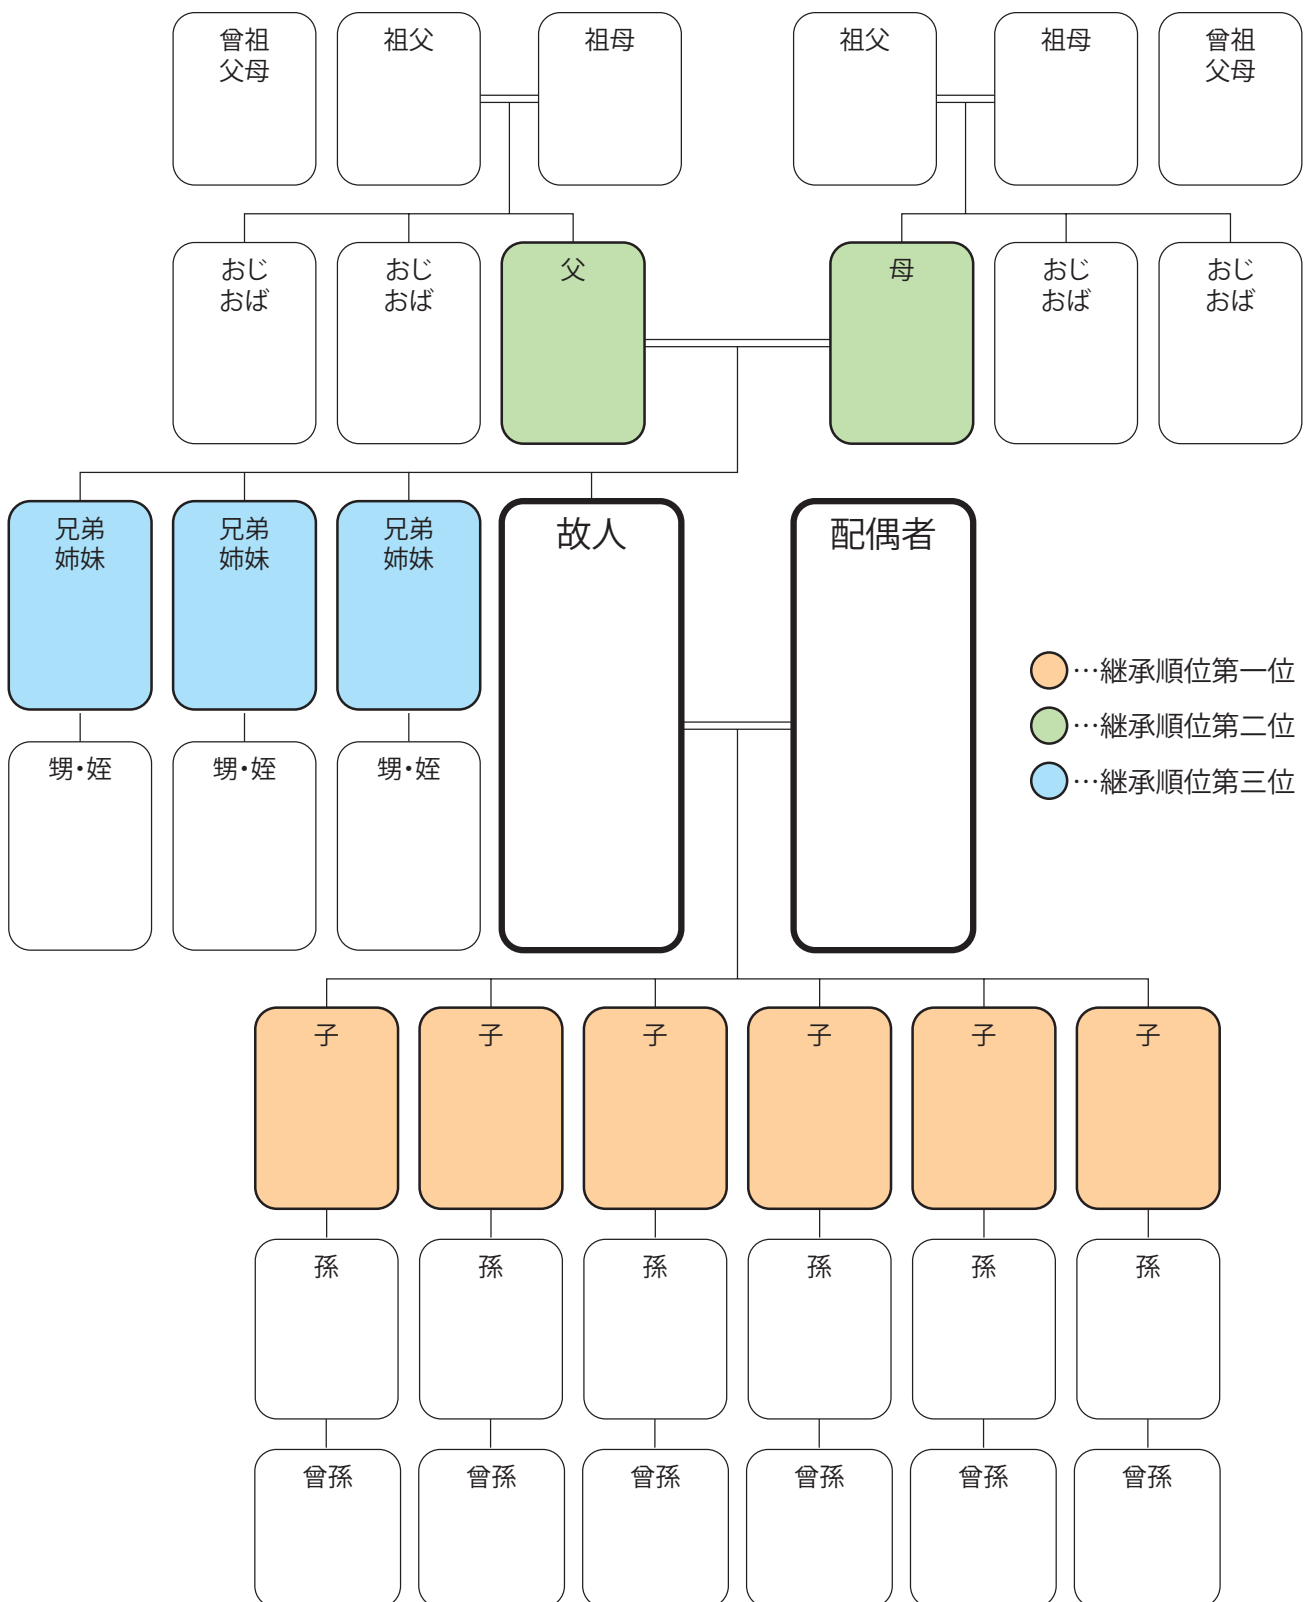 曾祖
父母
祖父
祖母
祖父
祖母
曾祖
父母
おじ
おば
おじ
おば
父
母
おじ
おば
おじ
おば
兄弟
姉妹
兄弟
姉妹
兄弟
姉妹
故人
配偶者
…継承順位第一位
…継承順位第二位
…継承順位第三位
甥・姪
甥・姪
甥・姪
子
子
子
子
子
子
孫
孫
孫
孫
孫
孫
曾孫
曾孫
曾孫
曾孫
曾孫
曾孫